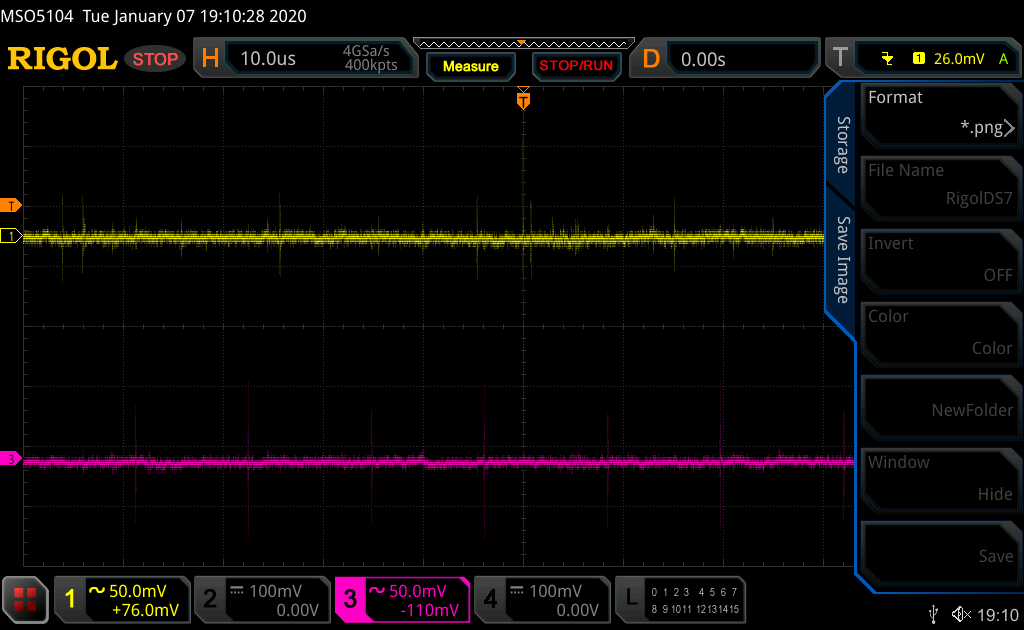 MSO5104 Tue January 07 19:10:28 2020
RIGOL STOP H 10.0us 4GSa/s 400kpts Measure STOP/RUN D 0.00s T 1 26.0mV A
T
T
1
3
Storage
Save Image
Format
*.png
File Name
RigolDS7
Invert
OFF
Color
Color
NewFolder
Window
Hide
Save
1 50.0mV +76.0mV
2 100mV 0.00V
3 50.0mV -110mV
4 100mV 0.00V
L 0 1 2 3 4 5 6 7
8 9 10 11 12 13 14 15
19:10